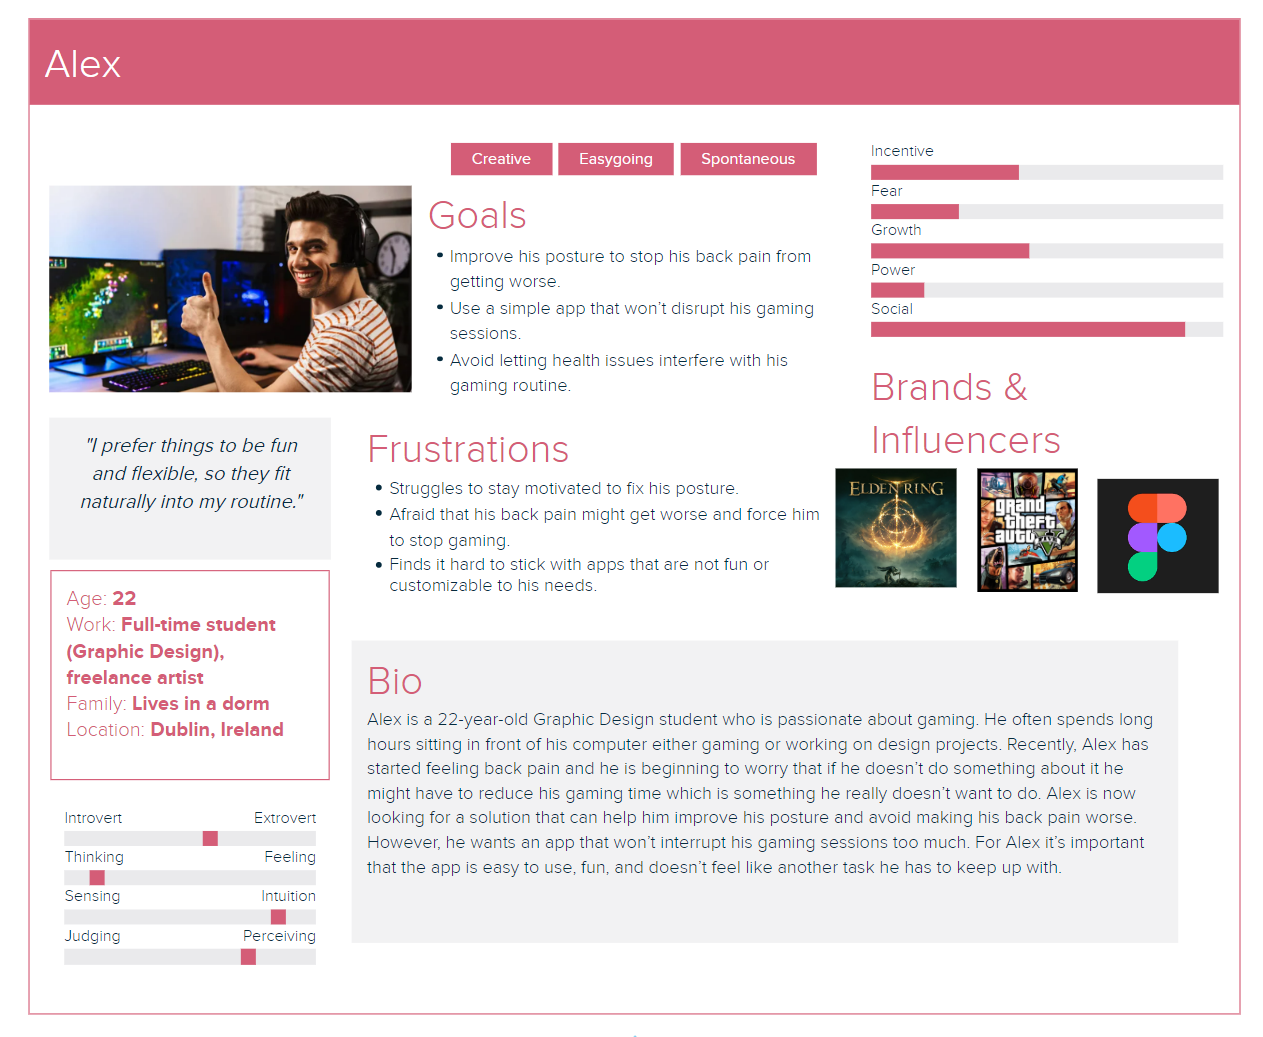 Alex
Creative
Easygoing
Spontaneous
Goals
• Improve his posture to stop his back pain from
getting worse.
• Use a simple app that won’t disrupt his gaming
sessions.
• Avoid letting health issues interfere with his
gaming routine.
Incentive
Fear
Growth
Power
Social
"I prefer things to be fun
and flexible, so they fit
naturally into my routine."
Frustrations
• Struggles to stay motivated to fix his posture.
• Afraid that his back pain might get worse and force him
to stop gaming.
• Finds it hard to stick with apps that are not fun or
customizable to his needs.
Brands &
Influencers
ELDEN RING
grand
theft
auto
V
Age: 22
Work: Full-time student
(Graphic Design),
freelance artist
Family: Lives in a dorm
Location: Dublin, Ireland
Introvert Extrovert
Thinking Feeling
Sensing Intuition
Judging Perceiving
Bio
Alex is a 22-year-old Graphic Design student who is passionate about gaming. He often spends long
hours sitting in front of his computer either gaming or working on design projects. Recently, Alex has
started feeling back pain and he is beginning to worry that if he doesn’t do something about it he
might have to reduce his gaming time which is something he really doesn’t want to do. Alex is now
looking for a solution that can help him improve his posture and avoid making his back pain worse.
However, he wants an app that won’t interrupt his gaming sessions too much. For Alex it’s important
that the app is easy to use, fun, and doesn’t feel like another task he has to keep up with.